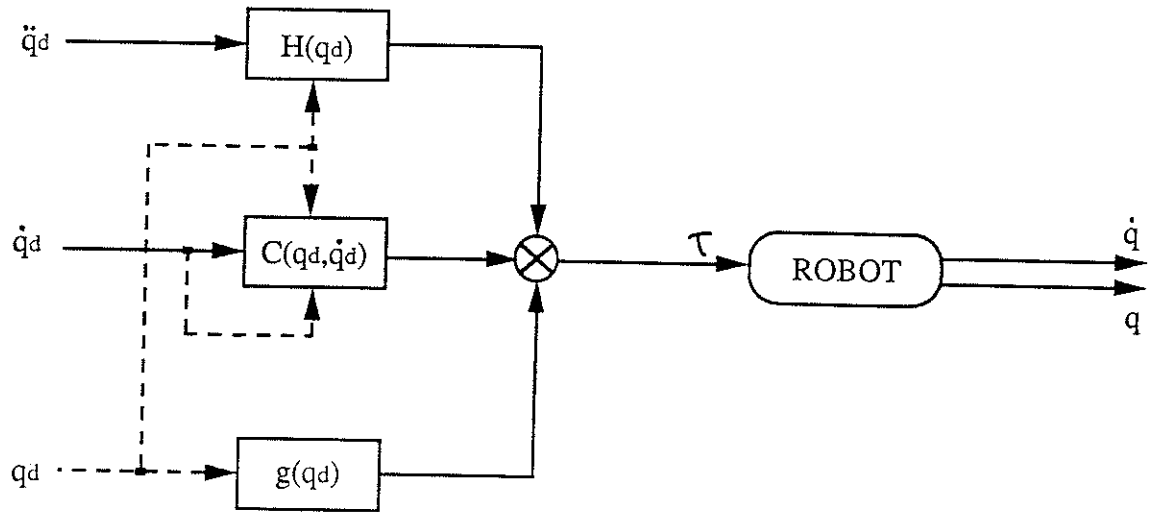 q̈d
H(qd)
q̇d
C(qd,q̇d)
τ
ROBOT
q̇
q
qd
g(qd)